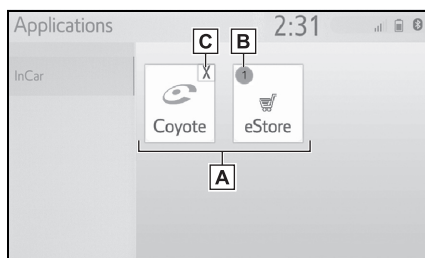 Applications 2:31
C B
InCar
X 1
Coyote eStore
A